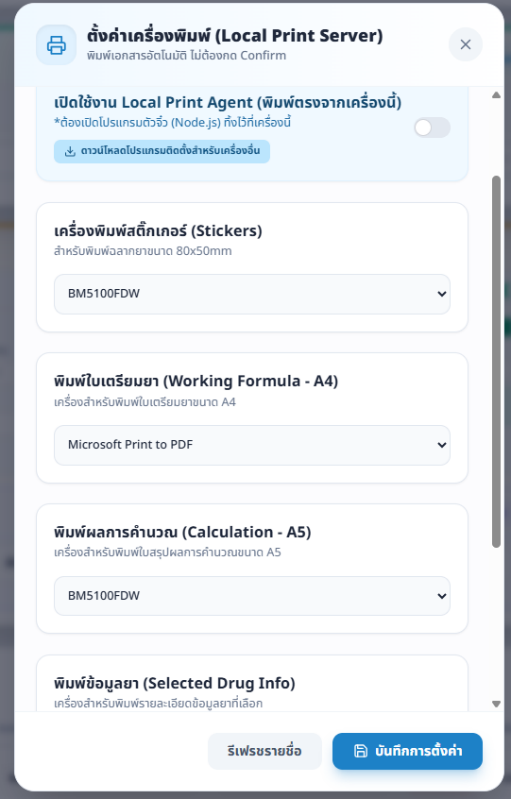 ตั้งค่าเครื่องพิมพ์ (Local Print Server)
พิมพ์เอกสารอัตโนมัติ ไม่ต้องกด Confirm
เปิดใช้งาน Local Print Agent (พิมพ์ตรงจากเครื่องนี้)
*ต้องเปิดโปรแกรมตัวจิ๋ว (Node.js) ทิ้งไว้ที่เครื่องนี้
ดาวน์โหลดโปรแกรมติดตั้งสำหรับเครื่องอื่น
เครื่องพิมพ์สติ๊กเกอร์ (Stickers)
สำหรับพิมพ์ฉลากยาขนาด 80x50mm
BM5100FDW
พิมพ์ใบเตรียมยา (Working Formula - A4)
เครื่องสำหรับพิมพ์ใบเตรียมยาขนาด A4
Microsoft Print to PDF
พิมพ์ผลการคำนวณ (Calculation - A5)
เครื่องสำหรับพิมพ์ใบสรุปผลการคำนวณขนาด A5
BM5100FDW
พิมพ์ข้อมูลยา (Selected Drug Info)
เครื่องสำหรับพิมพ์รายละเอียดข้อมูลยาที่เลือก
รีเฟรชรายชื่อ
บันทึกการตั้งค่า